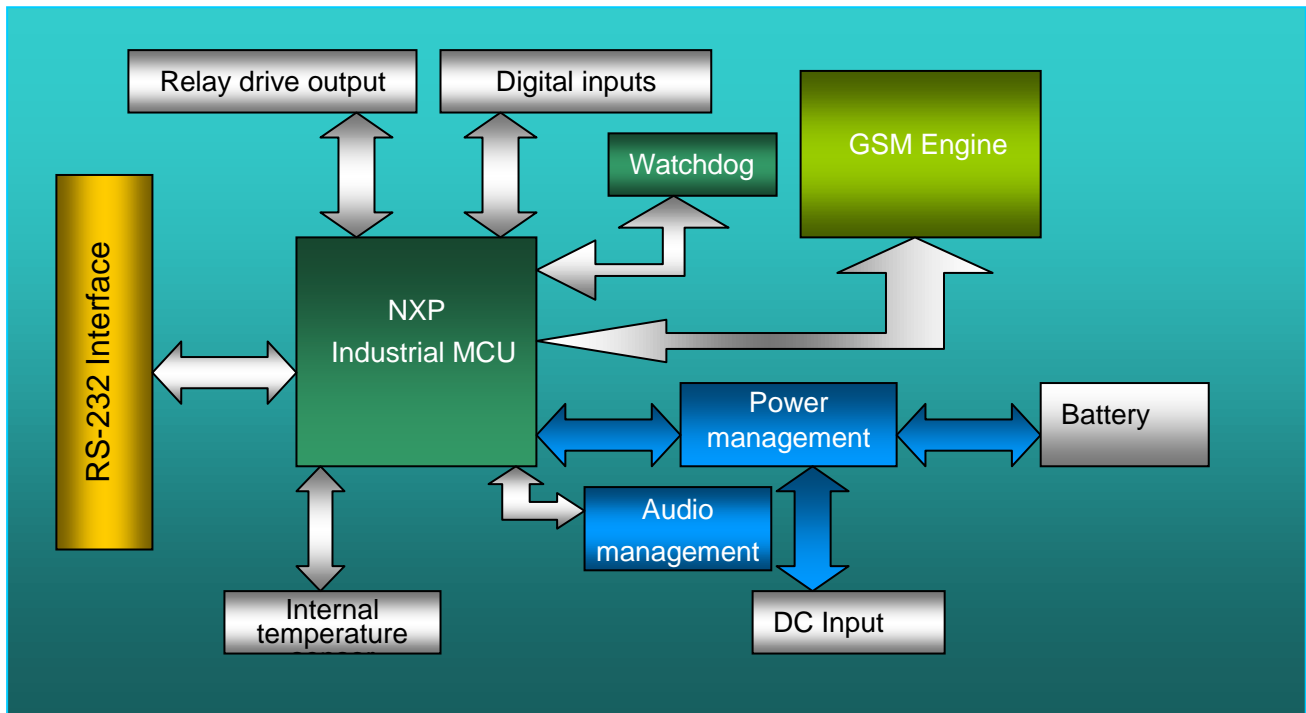 Relay drive output
Digital inputs
GSM Engine
Watchdog
RS-232 Interface
NXP
Industrial MCU
Power
management
Battery
Audio
management
Internal
temperature
sensor
DC Input